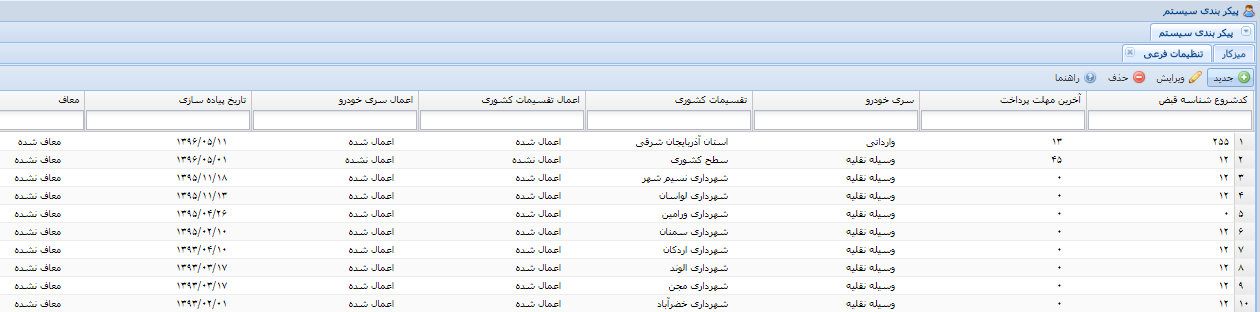 پیکر بندی سیستم
پیکر بندی سیستم
میزکار تنظیمات فرعی
جدید ویرایش حذف راهنما
کدشروع شناسه قبض آخرین مهلت پرداخت سری خودرو تقسیمات کشوری اعمال تقسیمات کشوری اعمال سری خودرو تاریخ پیاده سازی معاف
۱ ۲۵۵ ۱۳ وارداتی استان آذربایجان شرقی اعمال شده اعمال شده ۱۳۹۶/۰۵/۱۱ معاف شده
۲ ۱۲ ۴۵ وسیله نقلیه سطح کشوری اعمال نشده اعمال نشده ۱۳۹۶/۰۵/۰۱ معاف نشده
۳ ۱۲ ۰ وسیله نقلیه شهرداری نسیم شهر اعمال شده اعمال شده ۱۳۹۵/۱۱/۱۸ معاف نشده
۴ ۱۲ ۰ وسیله نقلیه شهرداری لواسان اعمال شده اعمال شده ۱۳۹۵/۱۱/۱۳ معاف نشده
۵ ۰ ۰ وسیله نقلیه شهرداری ورامین اعمال شده اعمال شده ۱۳۹۵/۰۴/۲۶ معاف نشده
۶ ۱۲ ۰ وسیله نقلیه شهرداری سمنان اعمال شده اعمال شده ۱۳۹۵/۰۲/۱۰ معاف نشده
۷ ۱۲ ۰ وسیله نقلیه شهرداری اردکان اعمال شده اعمال شده ۱۳۹۳/۰۴/۱۰ معاف نشده
۸ ۱۲ ۰ وسیله نقلیه شهرداری الوند اعمال شده اعمال شده ۱۳۹۳/۰۳/۱۷ معاف نشده
۹ ۱۲ ۰ وسیله نقلیه شهرداری مجن اعمال شده اعمال شده ۱۳۹۳/۰۳/۱۷ معاف نشده
۱۰ ۱۲ ۰ وسیله نقلیه شهرداری خضرآباد اعمال شده اعمال شده ۱۳۹۳/۰۲/۰۱ معاف نشده